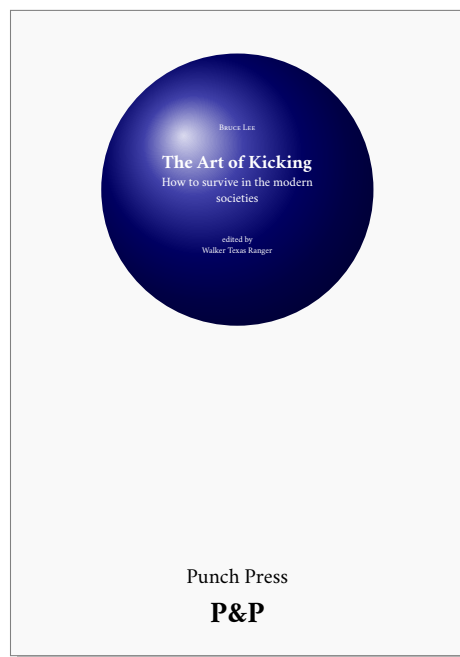 Bruce Lee
The Art of Kicking
How to survive in the modern
societies
edited by
Walker Texas Ranger
Punch Press
P&P